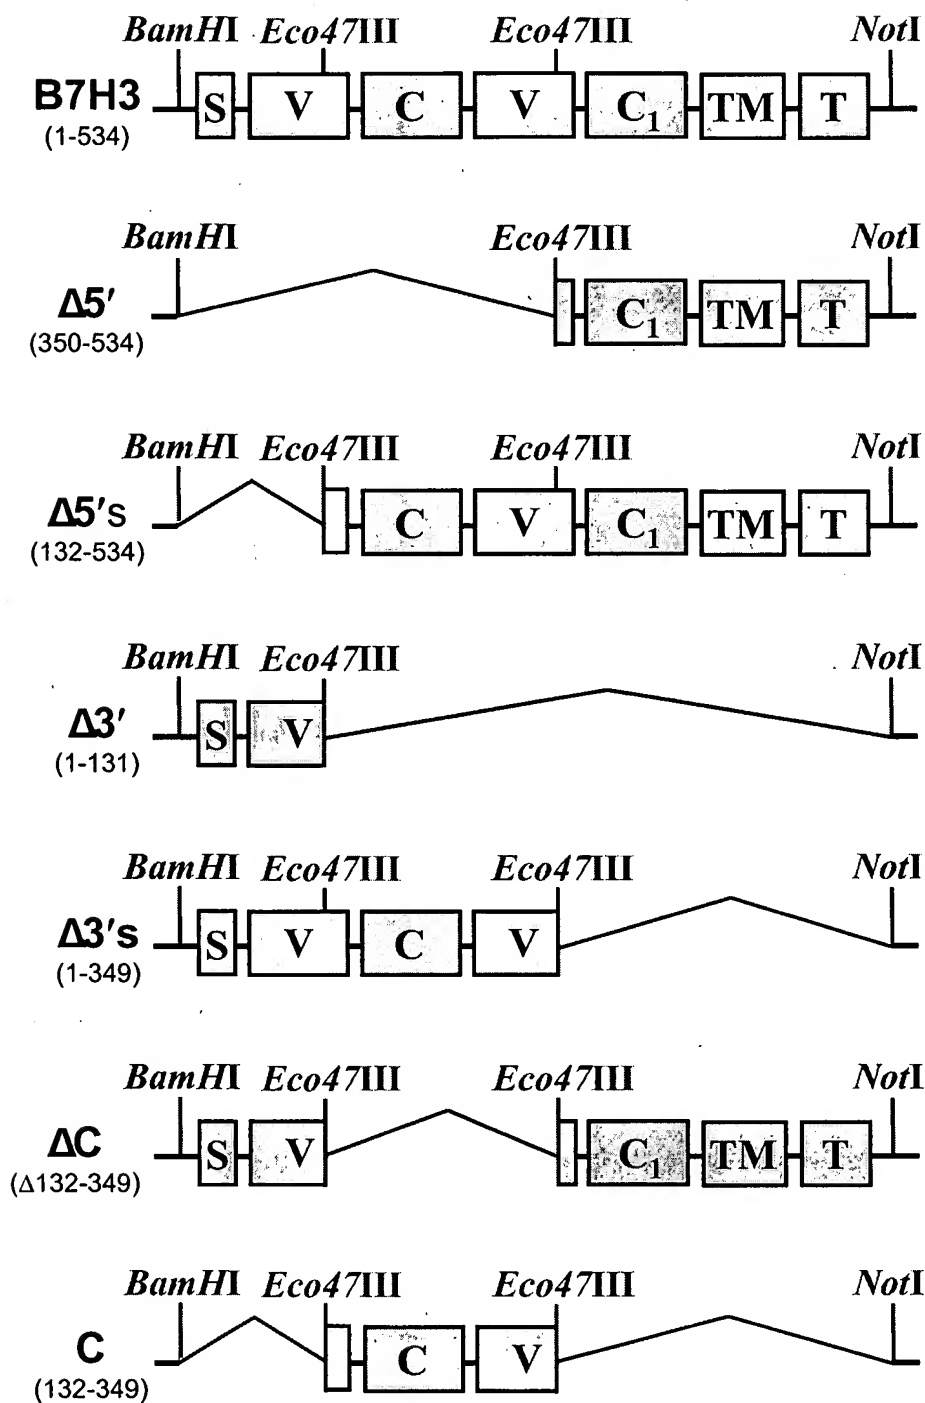 BamHI Eco47III Eco47III NotI
B7H3 S V C V C1 TM T
(1-534)
BamHI Eco47III NotI
Δ5′ C1 TM T
(350-534)
BamHI Eco47III Eco47III NotI
Δ5′s C V C1 TM T
(132-534)
BamHI Eco47III NotI
Δ3′ S V
(1-131)
BamHI Eco47III Eco47III NotI
Δ3′s S V C V
(1-349)
BamHI Eco47III Eco47III NotI
ΔC S V C1 TM T
(Δ132-349)
BamHI Eco47III Eco47III NotI
C C V
(132-349)